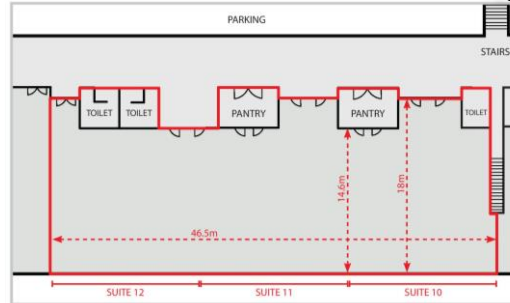 PARKING
STAIRS
TOILET
TOILET
PANTRY
PANTRY
TOILET
14.6m
18m
46.5m
SUITE 12
SUITE 11
SUITE 10